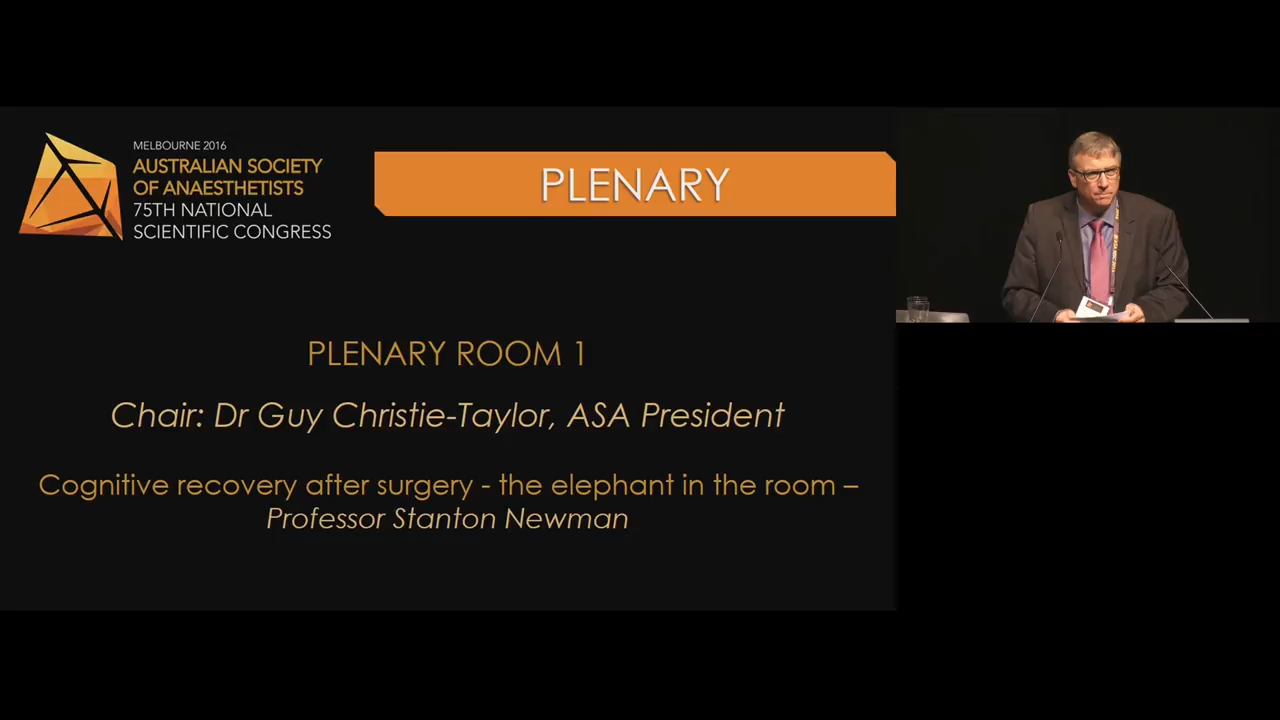 MELBOURNE 2016
AUSTRALIAN SOCIETY
OF ANAESTHETISTS
75TH NATIONAL
SCIENTIFIC CONGRESS
PLENARY
PLENARY ROOM 1
Chair: Dr Guy Christie-Taylor, ASA President
Cognitive recovery after surgery - the elephant in the room –
Professor Stanton Newman